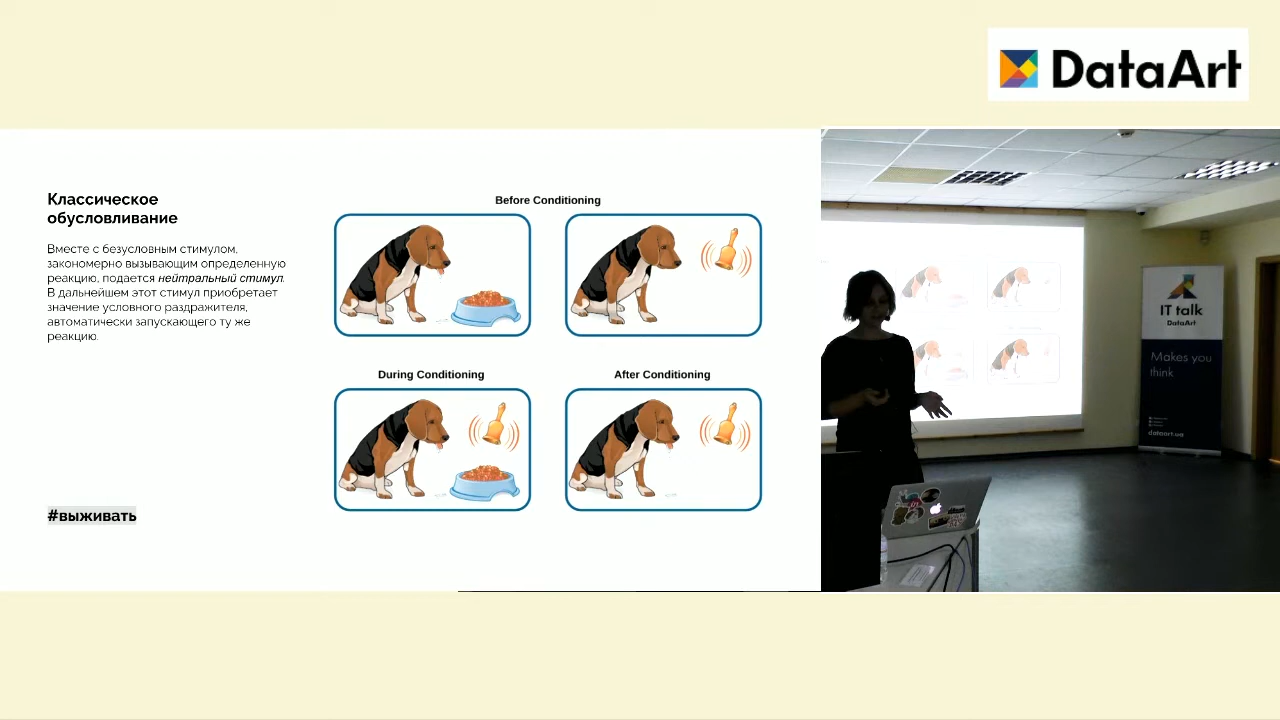 DataArt
Классическое
обусловливание
Вместе с безусловным стимулом,
закономерно вызывающим определенную
реакцию, подается нейтральный стимул.
В дальнейшем этот стимул приобретает
значение условного раздражителя,
автоматически запускающего ту же
реакцию.
#выживать
Before Conditioning
During Conditioning
After Conditioning
IT talk
DataArt
Makes you
think
dataart.ua